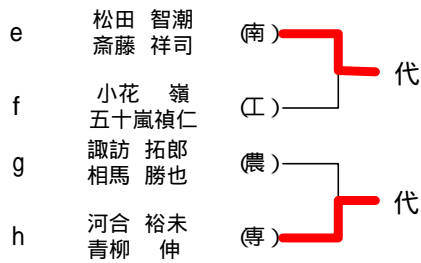 e 松田 智潮 (南)
斎藤 祥司
代
f 小花 嶺 (工)
五十嵐禎仁
g 諏訪 拓郎 (農)
相馬 勝也
代
h 河合 裕未 (専)
青柳 伸